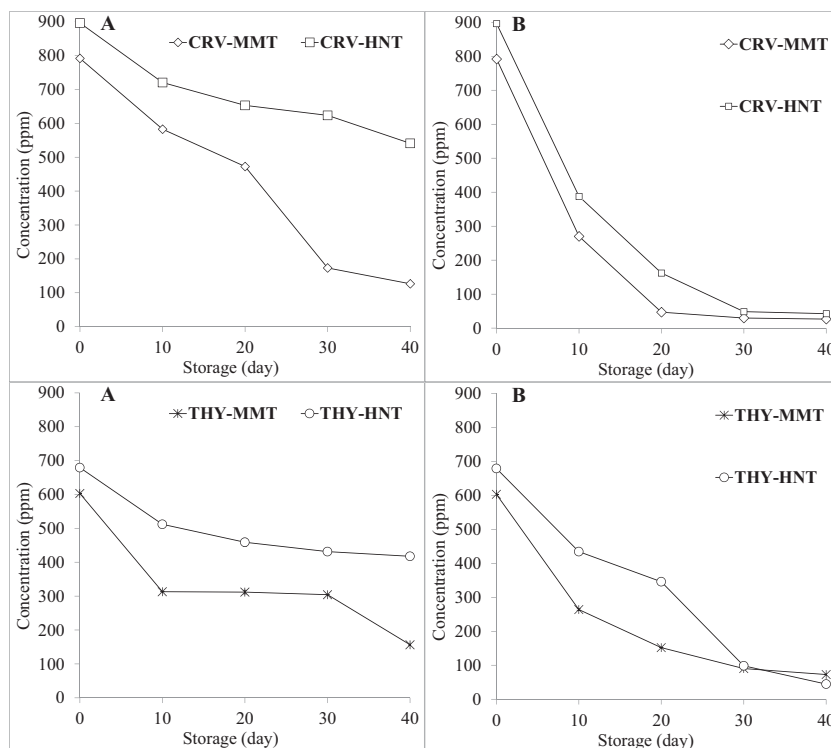 A
CRV-MMT CRV-HNT
Concentration (ppm)
900
800
700
600
500
400
300
200
100
0
0 10 20 30 40
Storage (day)
B
CRV-MMT
CRV-HNT
Concentration (ppm)
900
800
700
600
500
400
300
200
100
0
0 10 20 30 40
Storage (day)
A
THY-MMT THY-HNT
Concentration (ppm)
900
800
700
600
500
400
300
200
100
0
0 10 20 30 40
Storage (day)
B
THY-MMT
THY-HNT
Concentration (ppm)
900
800
700
600
500
400
300
200
100
0
0 10 20 30 40
Storage (day)